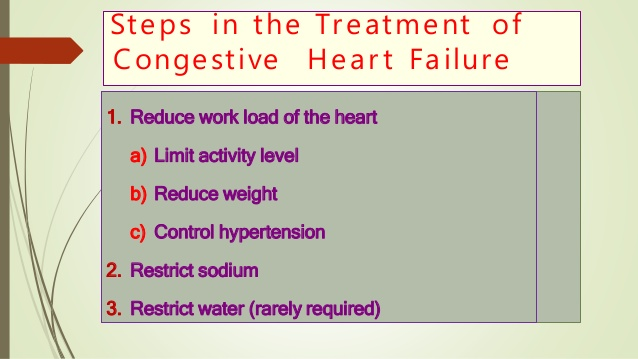 Steps in the Treatment of
Congestive Heart Failure
1. Reduce work load of the heart
a) Limit activity level
b) Reduce weight
c) Control hypertension
2. Restrict sodium
3. Restrict water (rarely required)